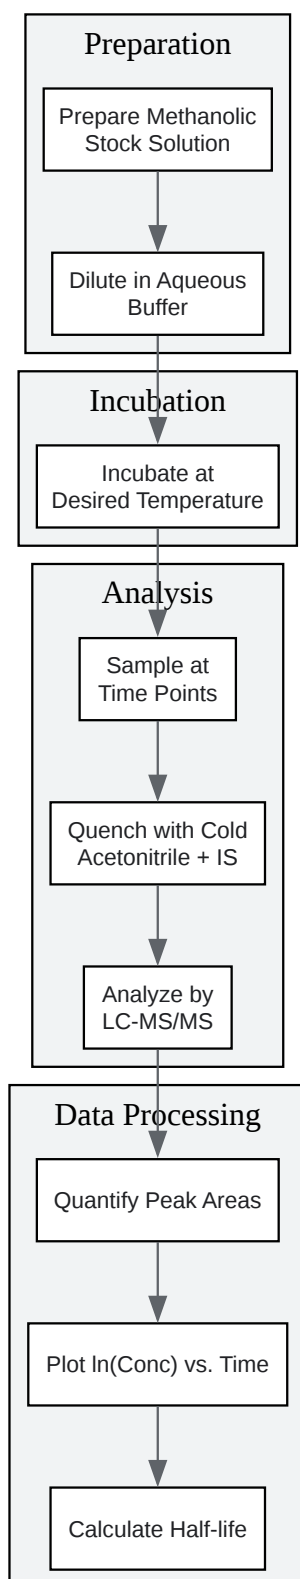 Preparation
Prepare Methanolic
Stock Solution
Dilute in Aqueous
Buffer
Incubation
Incubate at
Desired Temperature
Analysis
Sample at
Time Points
Quench with Cold
Acetonitrile + IS
Analyze by
LC-MS/MS
Data Processing
Quantify Peak Areas
Plot ln(Conc) vs. Time
Calculate Half-life